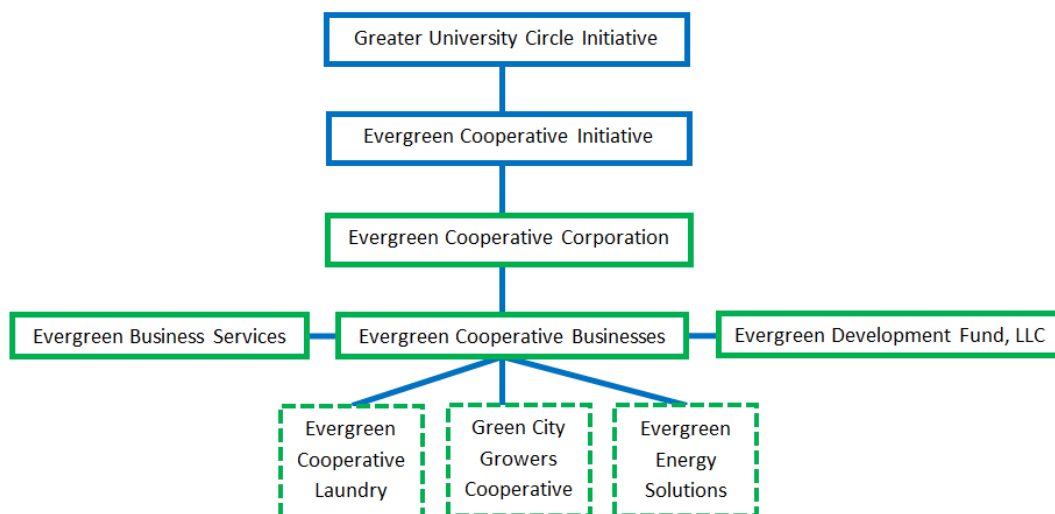 Greater University Circle Initiative
Evergreen Cooperative Initiative
Evergreen Cooperative Corporation
Evergreen Business Services
Evergreen Cooperative Businesses
Evergreen Development Fund, LLC
Evergreen
Cooperative
Laundry
Green City
Growers
Cooperative
Evergreen
Energy
Solutions